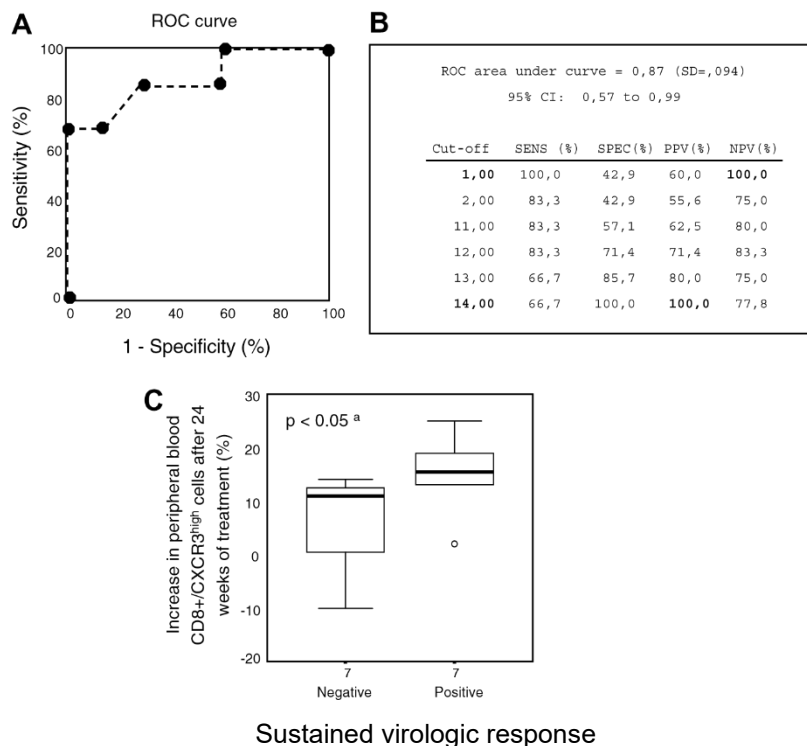 A
ROC curve
Sensitivity (%)
100
80
60
40
20
0
0 20 40 60 80 100
1 - Specificity (%)
B
ROC area under curve = 0,87 (SD=,094)
95% CI: 0,57 to 0,99
Cut-off SENS (%) SPEC(%) PPV(%) NPV(%)
1,00 100,0 42,9 60,0 100,0
2,00 83,3 42,9 55,6 75,0
11,00 83,3 57,1 62,5 80,0
12,00 83,3 71,4 71,4 83,3
13,00 66,7 85,7 80,0 75,0
14,00 66,7 100,0 100,0 77,8
C
Increase in peripheral blood
CD8+/CXCR3high cells after 24
weeks of treatment (%)
p < 0.05 a
30
20
10
0
-10
-20
7 7
Negative Positive
Sustained virologic response